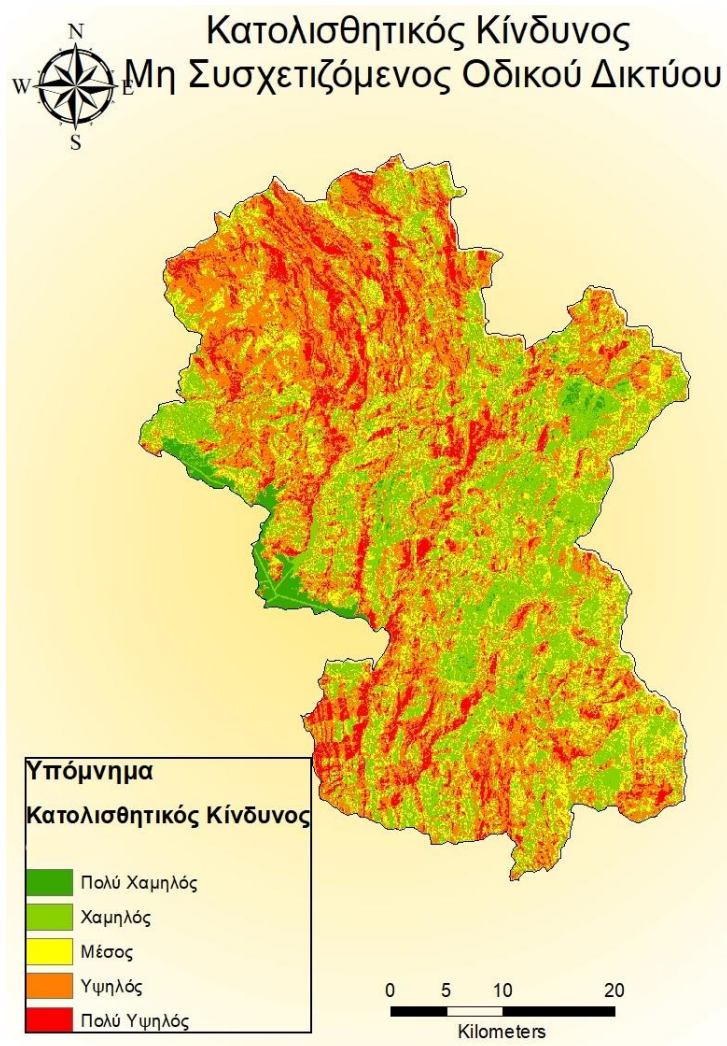 Κατολισθητικός Κίνδυνος
Μη Συσχετιζόμενος Οδικού Δικτύου
N
W E
S
Υπόμνημα
Κατολισθητικός Κίνδυνος
Πολύ Χαμηλός
Χαμηλός
Μέσος
Υψηλός
Πολύ Υψηλός
0 5 10 20
Kilometers